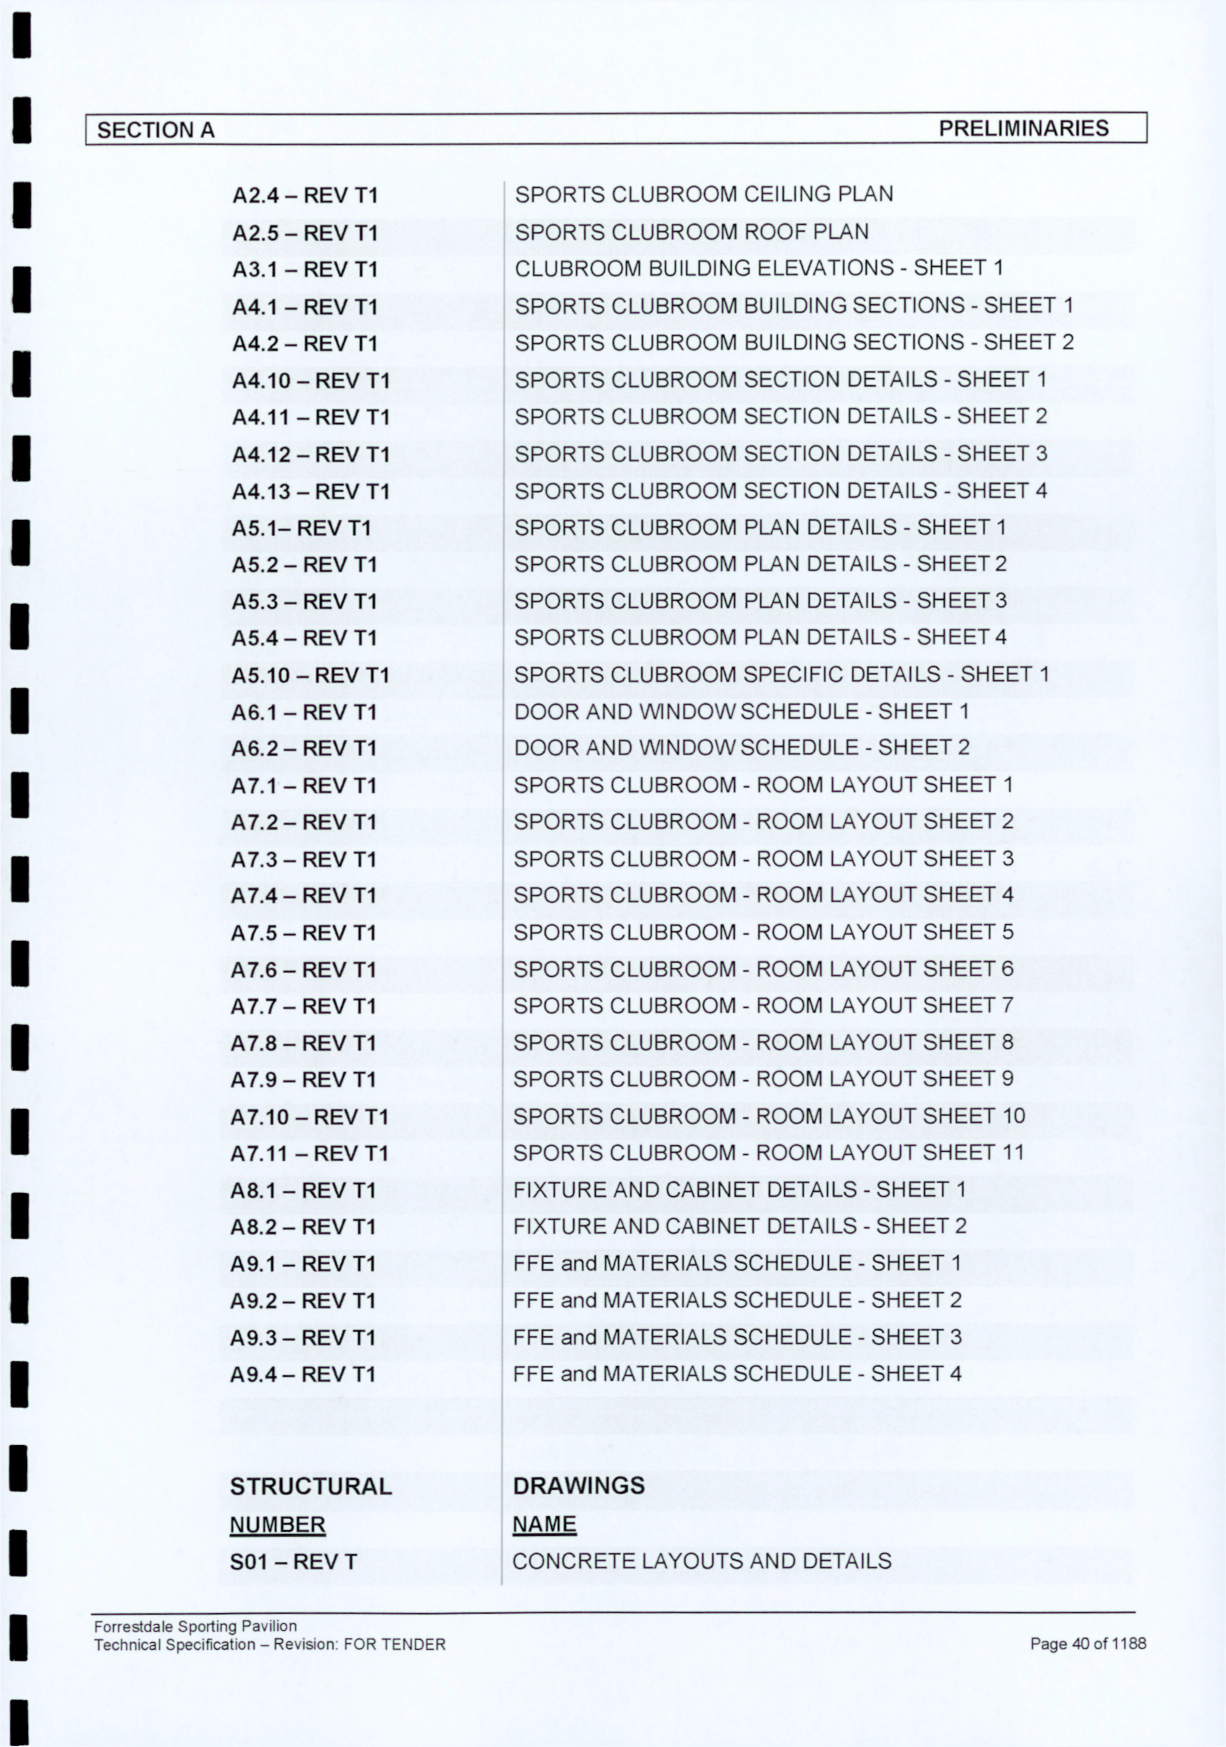 SECTION A PRELIMINARIES
A2.4 – REV T1 SPORTS CLUBROOM CEILING PLAN
A2.5 – REV T1 SPORTS CLUBROOM ROOF PLAN
A3.1 – REV T1 CLUBROOM BUILDING ELEVATIONS - SHEET 1
A4.1 – REV T1 SPORTS CLUBROOM BUILDING SECTIONS - SHEET 1
A4.2 – REV T1 SPORTS CLUBROOM BUILDING SECTIONS - SHEET 2
A4.10 – REV T1 SPORTS CLUBROOM SECTION DETAILS - SHEET 1
A4.11 – REV T1 SPORTS CLUBROOM SECTION DETAILS - SHEET 2
A4.12 – REV T1 SPORTS CLUBROOM SECTION DETAILS - SHEET 3
A4.13 – REV T1 SPORTS CLUBROOM SECTION DETAILS - SHEET 4
A5.1– REV T1 SPORTS CLUBROOM PLAN DETAILS - SHEET 1
A5.2 – REV T1 SPORTS CLUBROOM PLAN DETAILS - SHEET 2
A5.3 – REV T1 SPORTS CLUBROOM PLAN DETAILS - SHEET 3
A5.4 – REV T1 SPORTS CLUBROOM PLAN DETAILS - SHEET 4
A5.10 – REV T1 SPORTS CLUBROOM SPECIFIC DETAILS - SHEET 1
A6.1 – REV T1 DOOR AND WINDOW SCHEDULE - SHEET 1
A6.2 – REV T1 DOOR AND WINDOW SCHEDULE - SHEET 2
A7.1 – REV T1 SPORTS CLUBROOM - ROOM LAYOUT SHEET 1
A7.2 – REV T1 SPORTS CLUBROOM - ROOM LAYOUT SHEET 2
A7.3 – REV T1 SPORTS CLUBROOM - ROOM LAYOUT SHEET 3
A7.4 – REV T1 SPORTS CLUBROOM - ROOM LAYOUT SHEET 4
A7.5 – REV T1 SPORTS CLUBROOM - ROOM LAYOUT SHEET 5
A7.6 – REV T1 SPORTS CLUBROOM - ROOM LAYOUT SHEET 6
A7.7 – REV T1 SPORTS CLUBROOM - ROOM LAYOUT SHEET 7
A7.8 – REV T1 SPORTS CLUBROOM - ROOM LAYOUT SHEET 8
A7.9 – REV T1 SPORTS CLUBROOM - ROOM LAYOUT SHEET 9
A7.10 – REV T1 SPORTS CLUBROOM - ROOM LAYOUT SHEET 10
A7.11 – REV T1 SPORTS CLUBROOM - ROOM LAYOUT SHEET 11
A8.1 – REV T1 FIXTURE AND CABINET DETAILS - SHEET 1
A8.2 – REV T1 FIXTURE AND CABINET DETAILS - SHEET 2
A9.1 – REV T1 FFE and MATERIALS SCHEDULE - SHEET 1
A9.2 – REV T1 FFE and MATERIALS SCHEDULE - SHEET 2
A9.3 – REV T1 FFE and MATERIALS SCHEDULE - SHEET 3
A9.4 – REV T1 FFE and MATERIALS SCHEDULE - SHEET 4
STRUCTURAL DRAWINGS
NUMBER NAME
S01 – REV T CONCRETE LAYOUTS AND DETAILS
Forrestdale Sporting Pavilion
Technical Specification – Revision: FOR TENDER Page 40 of 1188